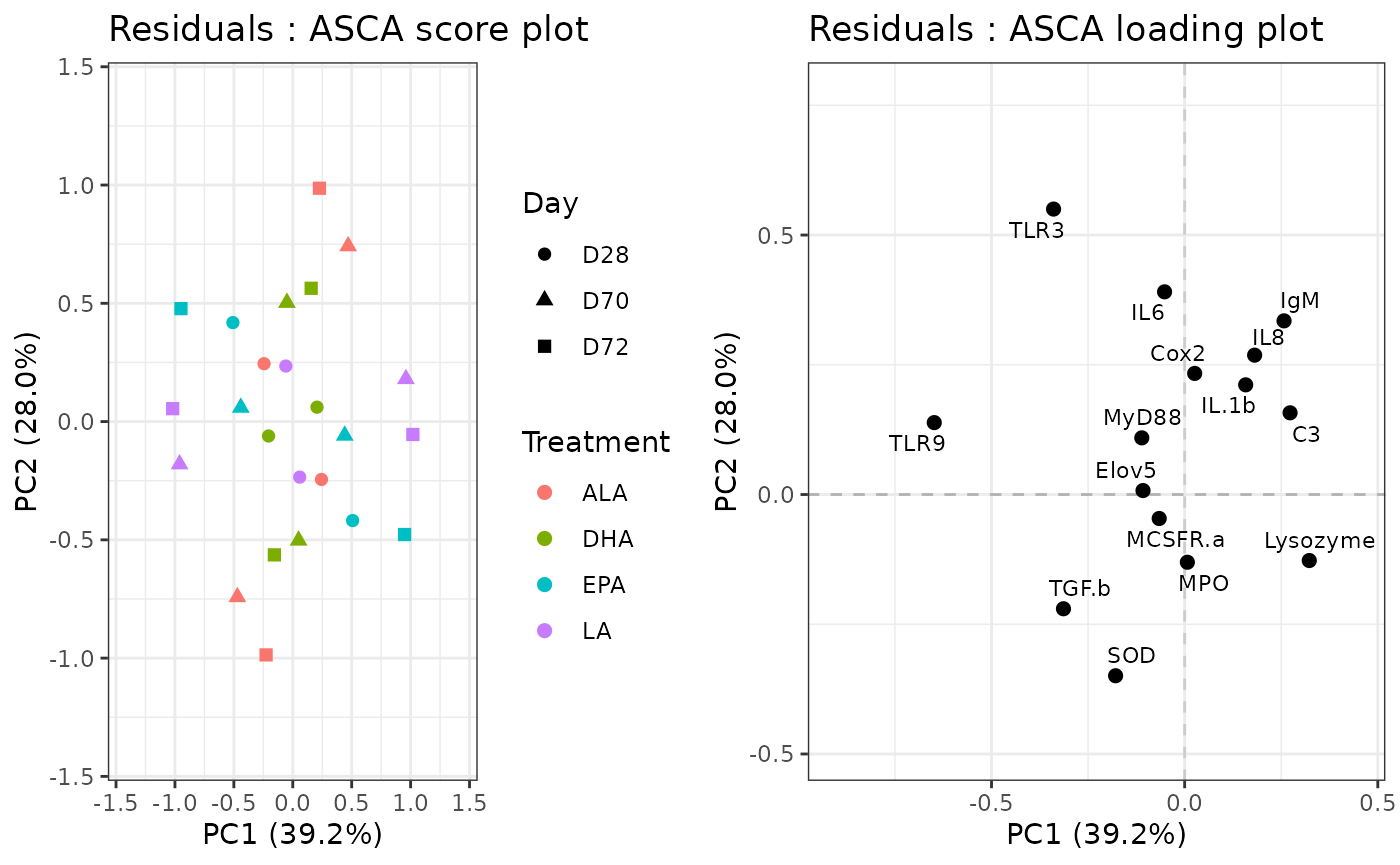 Residuals : ASCA score plot
1.5
1.0
0.5
0.0
-0.5
-1.0
-1.5
-1.5 -1.0 -0.5 0.0 0.5 1.0 1.5
PC1 (39.2%)
PC2 (28.0%)
Day
D28
D70
D72
Treatment
ALA
DHA
EPA
LA
Residuals : ASCA loading plot
0.5
0.0
-0.5
-0.5 0.0 0.5
PC1 (39.2%)
PC2 (28.0%)
TLR3
IL6
IgM
IL8
Cox2
IL.1b
MyD88
C3
TLR9
Elov5
MCSFR.a
Lysozyme
MPO
TGF.b
SOD